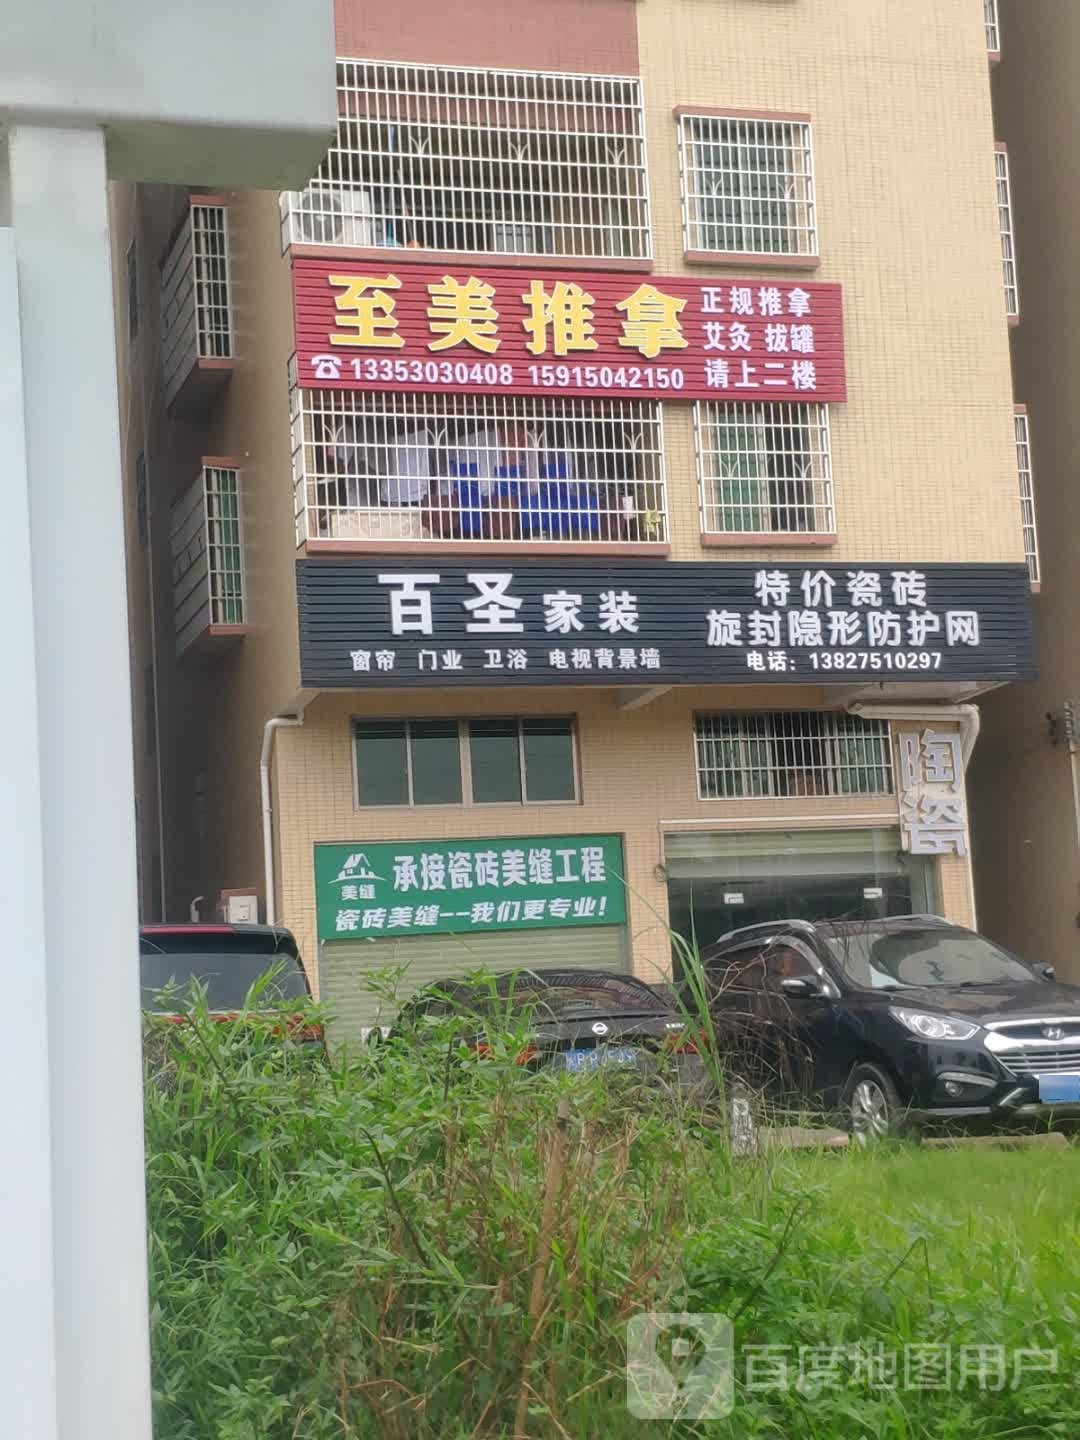 至美推拿
正规推拿
艾灸 拔罐
☎13353030408 15915042150
请上二楼
百圣家装
特价瓷砖
旋封隐形防护网
窗帘 门业 卫浴 电视背景墙
电话：13827510297
陶瓷
美缝
承接瓷砖美缝工程
瓷砖美缝--我们更专业！
百度地图用户